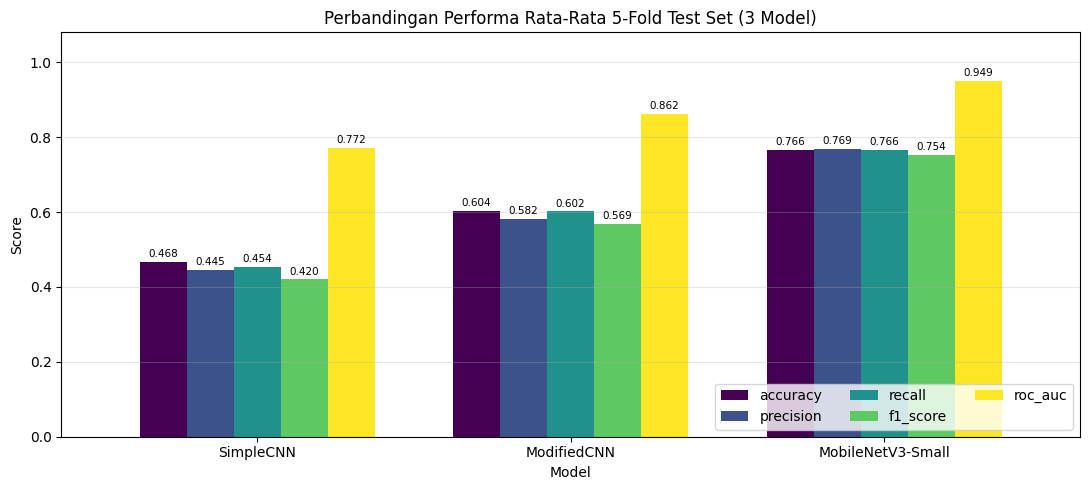 Perbandingan Performa Rata-Rata 5-Fold Test Set (3 Model)
Score
1.0
0.8
0.6
0.4
0.2
0.0
0.468
0.445
0.454
0.420
0.772
0.604
0.582
0.602
0.569
0.862
0.766
0.769
0.766
0.754
0.949
accuracy
precision
recall
f1_score
roc_auc
SimpleCNN
ModifiedCNN
MobileNetV3-Small
Model